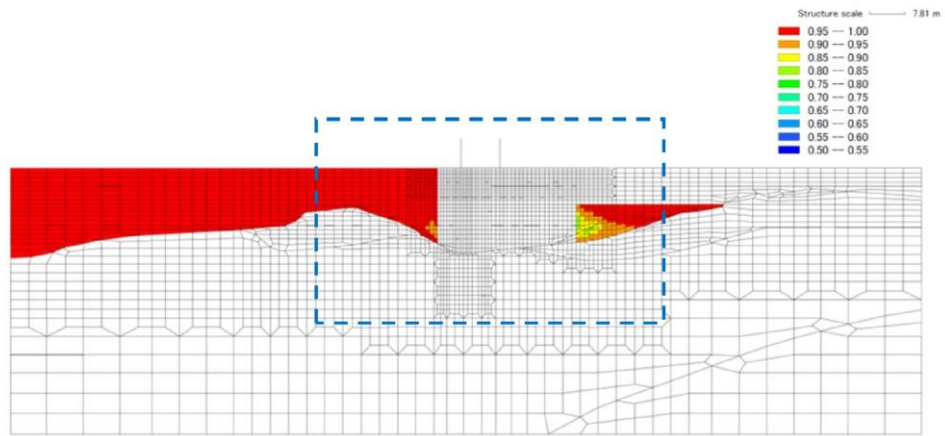 Structure scale 7.81 m
0.95 — 1.00
0.90 — 0.95
0.85 — 0.90
0.80 — 0.85
0.75 — 0.80
0.70 — 0.75
0.65 — 0.70
0.60 — 0.65
0.55 — 0.60
0.50 — 0.55